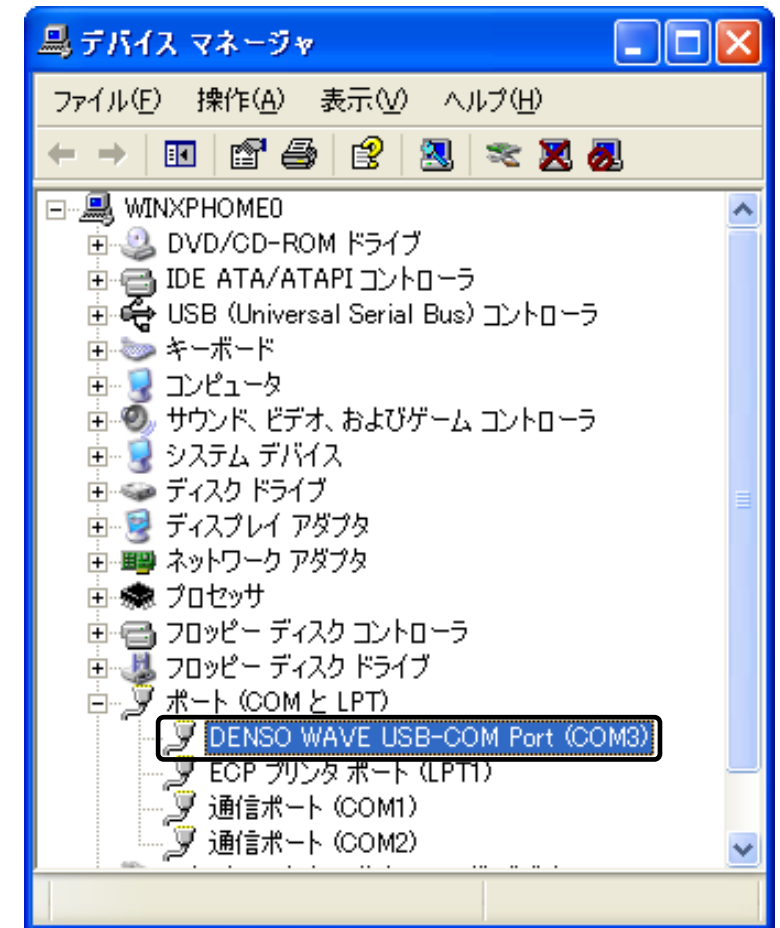 デバイス マネージャ
ファイル(F) 操作(A) 表示(V) ヘルプ(H)
WINXPHOME0
DVD/CD-ROM ドライブ
IDE ATA/ATAPI コントローラ
USB (Universal Serial Bus) コントローラ
キーボード
コンピュータ
サウンド、ビデオ、およびゲーム コントローラ
システム デバイス
ディスク ドライブ
ディスプレイ アダプタ
ネットワーク アダプタ
プロセッサ
フロッピー ディスク コントローラ
フロッピー ディスク ドライブ
ポート (COM と LPT)
DENSO WAVE USB-COM Port (COM3)
ECP プリンタ ポート (LPT1)
通信ポート (COM1)
通信ポート (COM2)